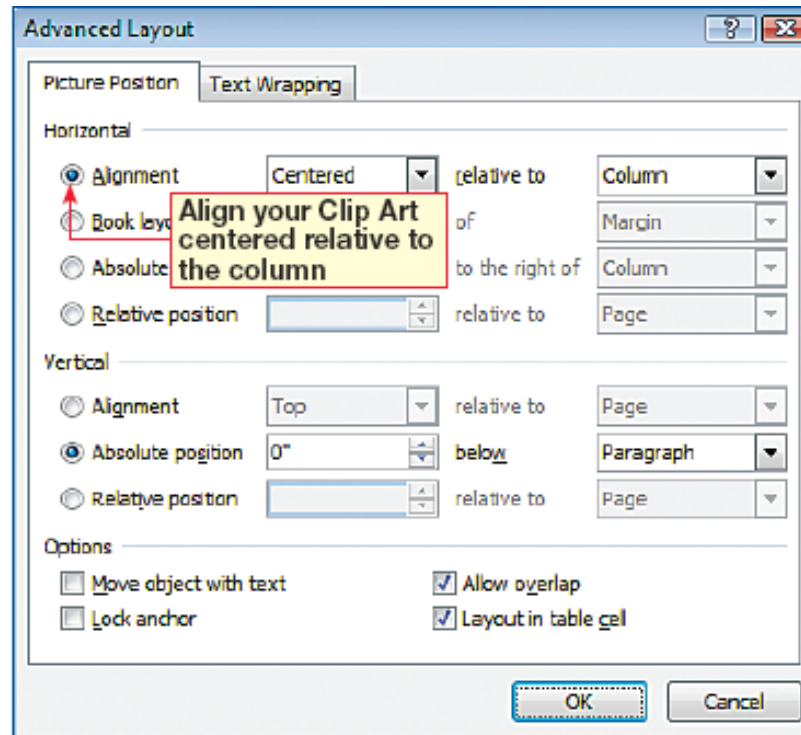 Advanced Layout
Picture Position Text Wrapping
Horizontal
Alignment Centered relative to Column
Book layo of Margin
Absolute to the right of Column
Align your Clip Art
centered relative to
the column
Relative position relative to Page
Vertical
Alignment Top relative to Page
Absolute position 0" below Paragraph
Relative position relative to Page
Options
Move object with text Allow overlap
Lock anchor Layout in table cell
OK Cancel